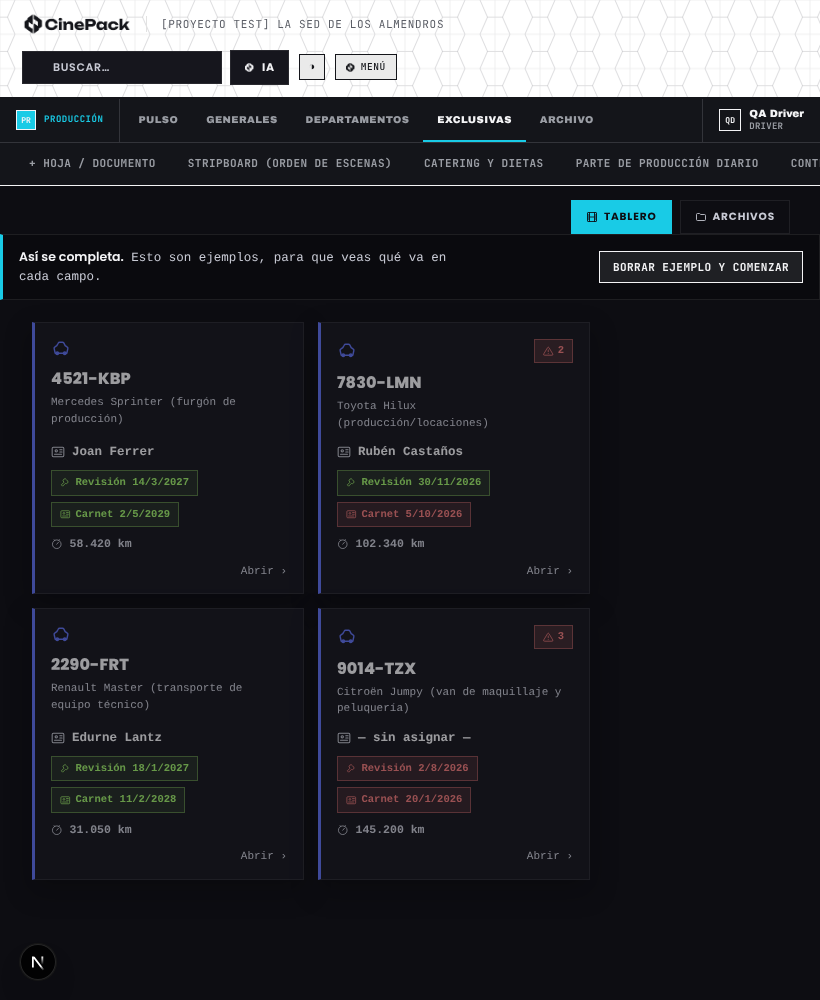 CinePack
[PROYECTO TEST] LA SED DE LOS ALMENDROS
BUSCAR…
IA
MENÚ
PR PRODUCCIÓN
PULSO
GENERALES
DEPARTAMENTOS
EXCLUSIVAS
ARCHIVO
QD
QA Driver
DRIVER
+ HOJA / DOCUMENTO
STRIPBOARD (ORDEN DE ESCENAS)
CATERING Y DIETAS
PARTE DE PRODUCCIÓN DIARIO
CONT
TABLERO
ARCHIVOS
Así se completa. Esto son ejemplos, para que veas qué va en
cada campo.
BORRAR EJEMPLO Y COMENZAR
4521-KBP
Mercedes Sprinter (furgón de
producción)
Joan Ferrer
Revisión 14/3/2027
Carnet 2/5/2029
58.420 km
Abrir ›
2
7830-LMN
Toyota Hilux
(producción/locaciones)
Rubén Castaños
Revisión 30/11/2026
Carnet 5/10/2026
102.340 km
Abrir ›
2290-FRT
Renault Master (transporte de
equipo técnico)
Edurne Lantz
Revisión 18/1/2027
Carnet 11/2/2028
31.050 km
Abrir ›
3
9014-TZX
Citroën Jumpy (van de maquillaje y
peluquería)
— sin asignar —
Revisión 2/8/2026
Carnet 20/1/2026
145.200 km
Abrir ›
N